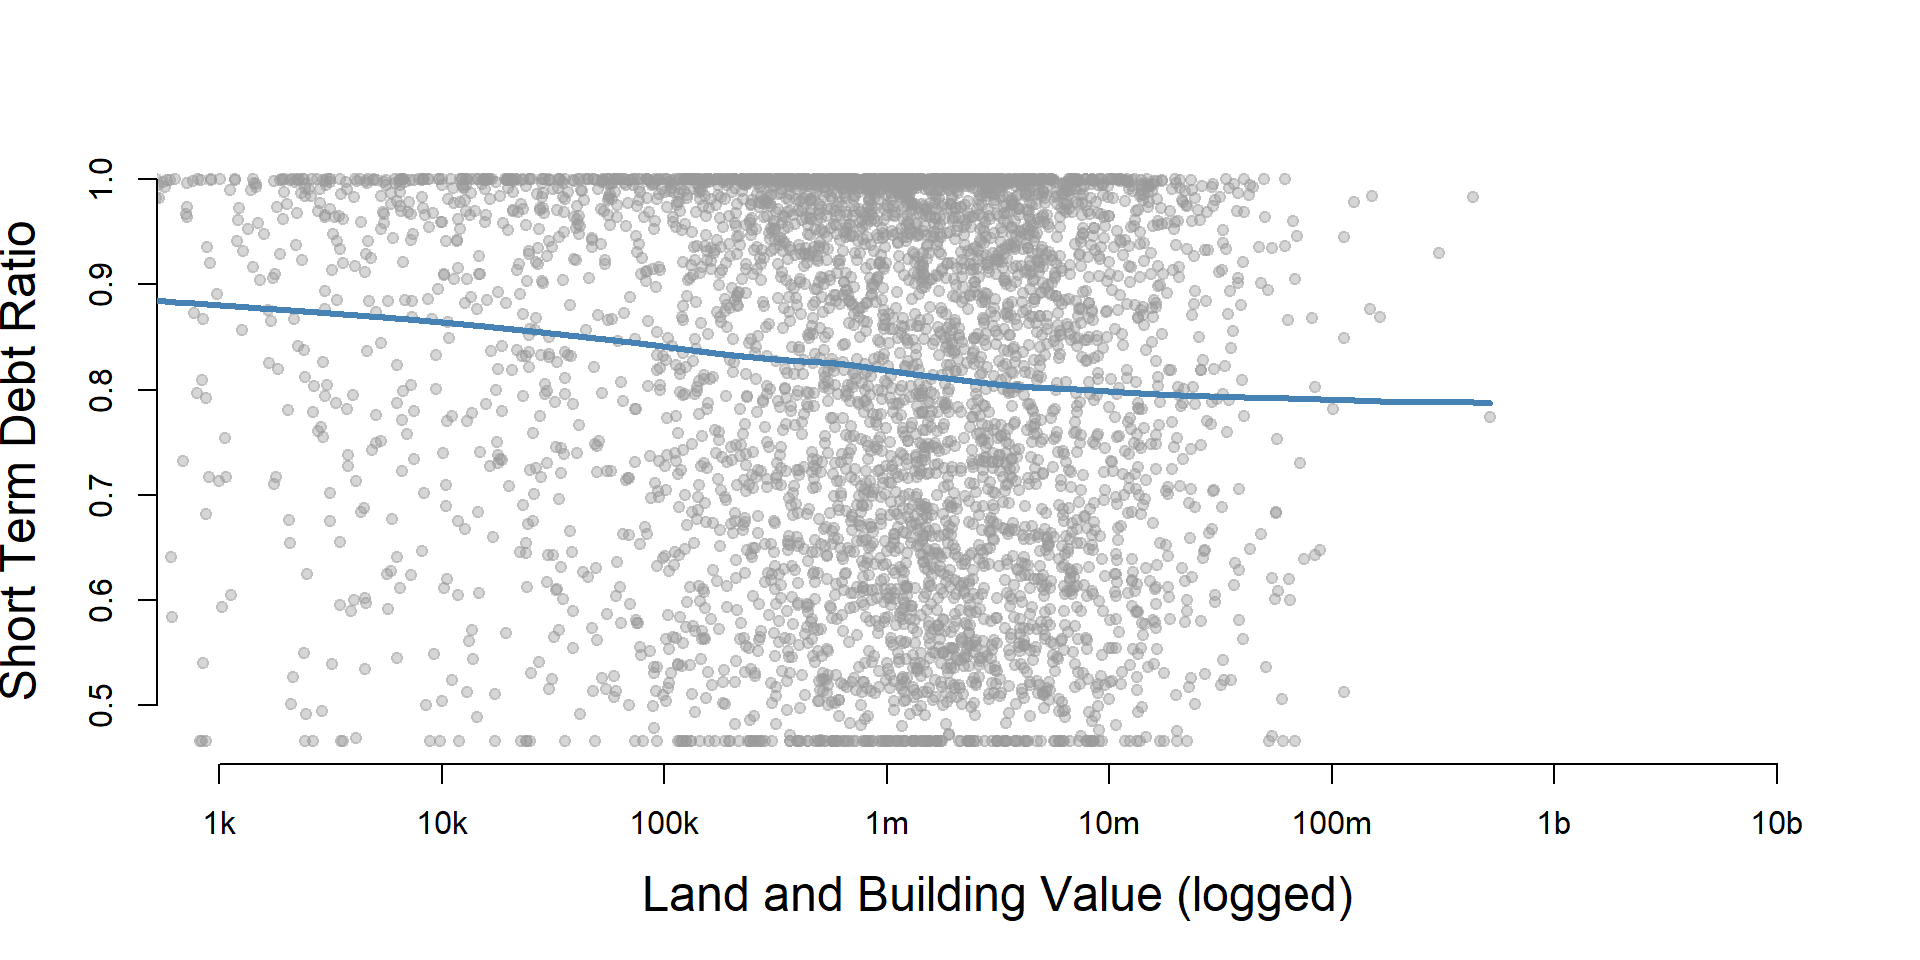 Short Term Debt Ratio
1.0
0.9
0.8
0.7
0.6
0.5
1k 10k 100k 1m 10m 100m 1b 10b
Land and Building Value (logged)